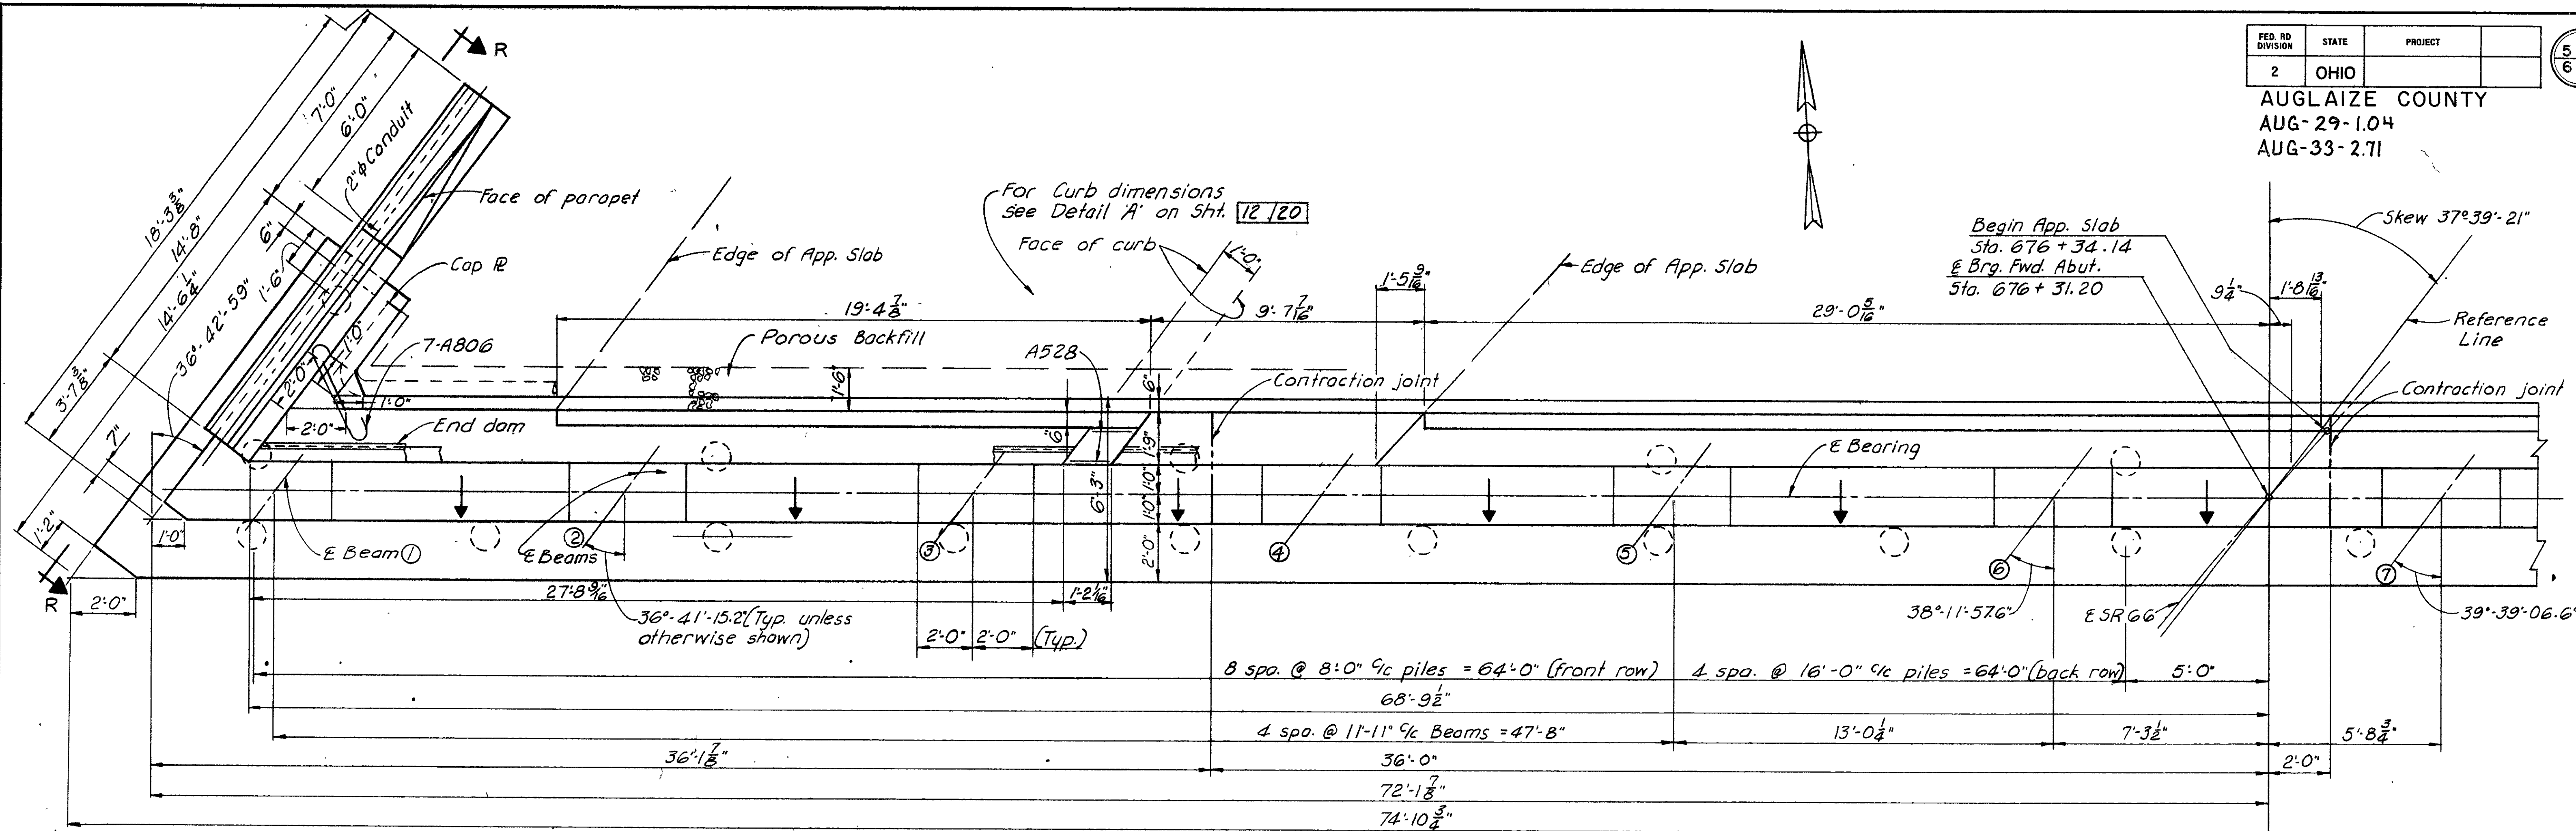 FED. RD DIVISION
STATE
PROJECT
2
OHIO
5
6
AUGLAIZE COUNTY
AUG-29-1.04
AUG-33-2.71
R
18'-3 3/8"
14'-8"
7'-0"
6'-0"
2"φ Conduit
14'-6 1/4"
6"
1'-6"
3'-7 3/8"
36°-42'-59"
7"
1'-2"
R
2'-0"
1'-0"
Face of parapet
Cap ℄
Edge of App. Slab
For Curb dimensions
see Detail 'A' on Sht. 12/20
Face of curb
1'-0"
Edge of App. Slab
1'-5 9/16"
Begin App. Slab
Sta. 676 + 34.14
℄ Brg. Fwd. Abut.
Sta. 676 + 31.20
Skew 37°39'-21"
9 1/4"
1'-8 13/16"
Reference
Line
19'-4 7/8"
9'-7 7/16"
29'-0 5/16"
7-A806
Porous Backfill
A528
1'-6"
6"
Contraction joint
Contraction joint
1'-0"
2'-0"
1'-0"
2'-0"
End dam
6"
1'-9"
1'-0"
1'-0"
6'-3"
2'-0"
℄ Bearing
℄ Beam ①
℄ Beams
②
③
④
⑤
⑥
⑦
27'-8 9/16"
1'-2 1/16"
36°-41'-15.2" (Typ. unless
otherwise shown)
2'-0" 2'-0" (Typ.)
38°-11'-57.6"
℄ SR 66
39°-39'-06.6"
8 spa. @ 8'-0" c/c piles = 64'-0" (front row) 4 spa. @ 16'-0" c/c piles = 64'-0" (back row) 5'-0"
68'-9 1/2"
4 spa. @ 11'-11" c/c Beams = 47'-8" 13'-0 1/4" 7'-3 1/2" 5'-8 3/4"
36'-1 7/8" 36'-0" 2'-0"
72'-1 7/8"
74'-10 3/4"